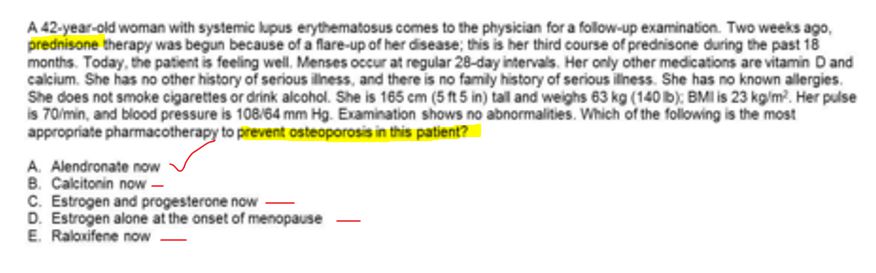 A 42-year-old woman with systemic lupus erythematosus comes to the physician for a follow-up examination. Two weeks ago,
prednisone therapy was begun because of a flare-up of her disease; this is her third course of prednisone during the past 18
months. Today, the patient is feeling well. Menses occur at regular 28-day intervals. Her only other medications are vitamin D and
calcium. She has no other history of serious illness, and there is no family history of serious illness. She has no known allergies.
She does not smoke cigarettes or drink alcohol. She is 165 cm (5 ft 5 in) tall and weighs 63 kg (140 lb); BMI is 23 kg/m². Her pulse
is 70/min, and blood pressure is 108/64 mm Hg. Examination shows no abnormalities. Which of the following is the most
appropriate pharmacotherapy to prevent osteoporosis in this patient?
A. Alendronate now
B. Calcitonin now
C. Estrogen and progesterone now
D. Estrogen alone at the onset of menopause
E. Raloxifene now